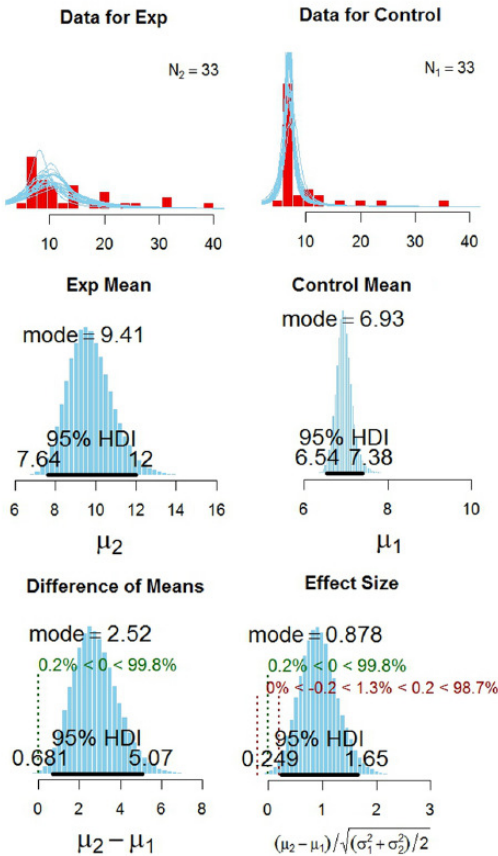 Data for Exp
Data for Control
N₂ = 33
N₁ = 33
10 20 30 40
10 20 30 40
Exp Mean
Control Mean
mode = 9.41
mode = 6.93
95% HDI
95% HDI
7.64 12
6.54 7.38
6 8 10 12 14 16
6 8 10
μ₂
μ₁
Difference of Means
Effect Size
mode = 2.52
mode = 0.878
0.2% < 0 < 99.8%
0.2% < 0 < 99.8%
0% < -0.2 < 1.3% < 0.2 < 98.7%
95% HDI
95% HDI
0.681 5.07
0.249 1.65
0 2 4 6 8
0 1 2 3
μ₂ − μ₁
(μ₂ − μ₁)/√(σ₁² + σ₂²)/2